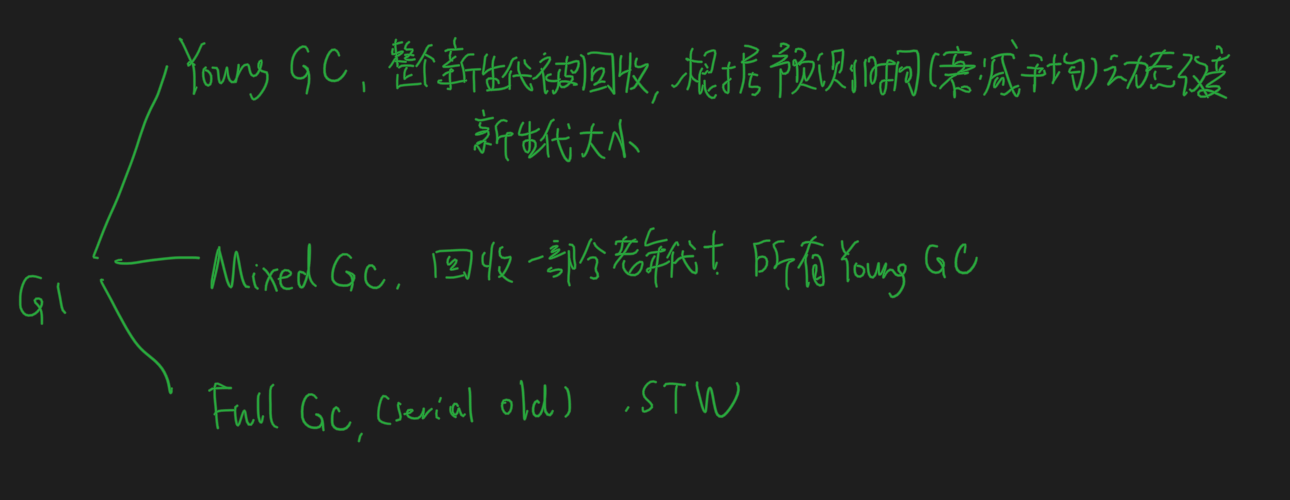 Young GC, 整个新生代被回收, 根据预测时间(衰减平均)动态改变
新生代大小
Mixed GC, 回收一部分老年代+ 所有Young GC
G1
Full GC, (serial old) , STW